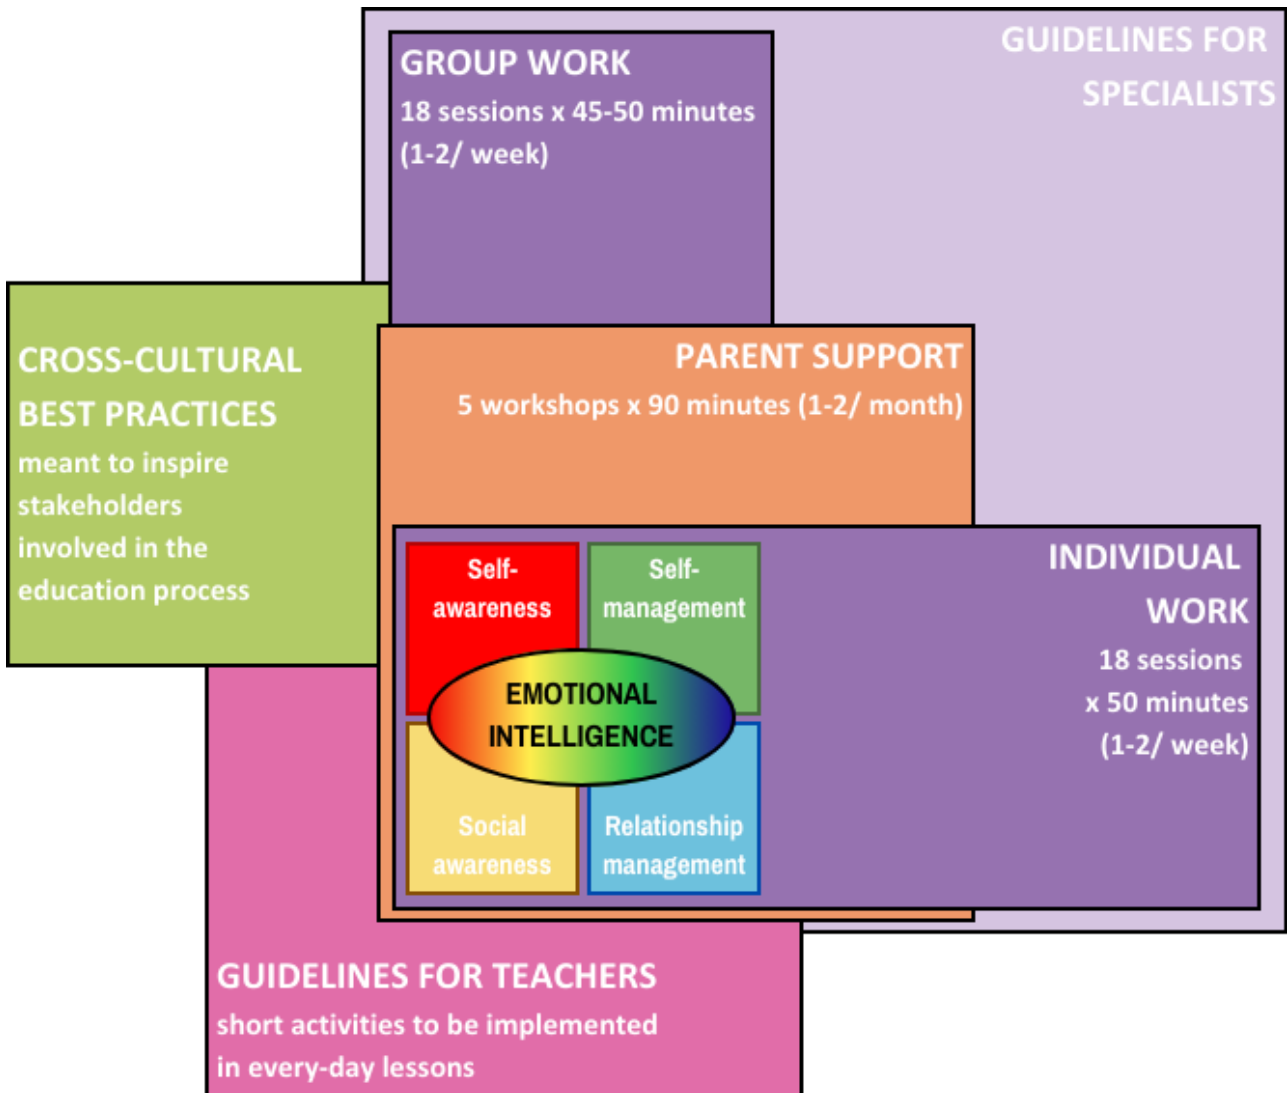 GUIDELINES FOR
SPECIALISTS
GROUP WORK
18 sessions x 45-50 minutes
(1-2/ week)
CROSS-CULTURAL
BEST PRACTICES
meant to inspire
stakeholders
involved in the
education process
PARENT SUPPORT
5 workshops x 90 minutes (1-2/ month)
INDIVIDUAL
WORK
18 sessions
x 50 minutes
(1-2/ week)
Self-
awareness
Self-
management
EMOTIONAL
INTELLIGENCE
Social
awareness
Relationship
management
GUIDELINES FOR TEACHERS
short activities to be implemented
in every-day lessons